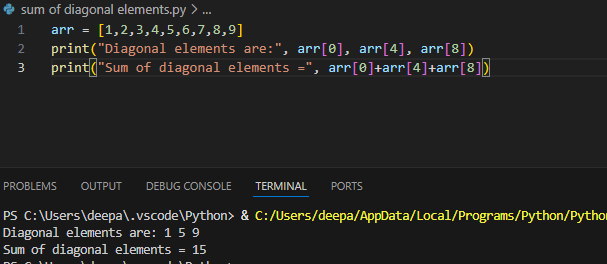 sum of diagonal elements.py > ...
1 arr = [1,2,3,4,5,6,7,8,9]
2 print("Diagonal elements are:", arr[0], arr[4], arr[8])
3 print("Sum of diagonal elements =", arr[0]+arr[4]+arr[8])
PROBLEMS OUTPUT DEBUG CONSOLE TERMINAL PORTS
PS C:\Users\deepa\.vscode\Python> & C:/Users/deepa/AppData/Local/Programs/Python/Pytho
Diagonal elements are: 1 5 9
Sum of diagonal elements = 15